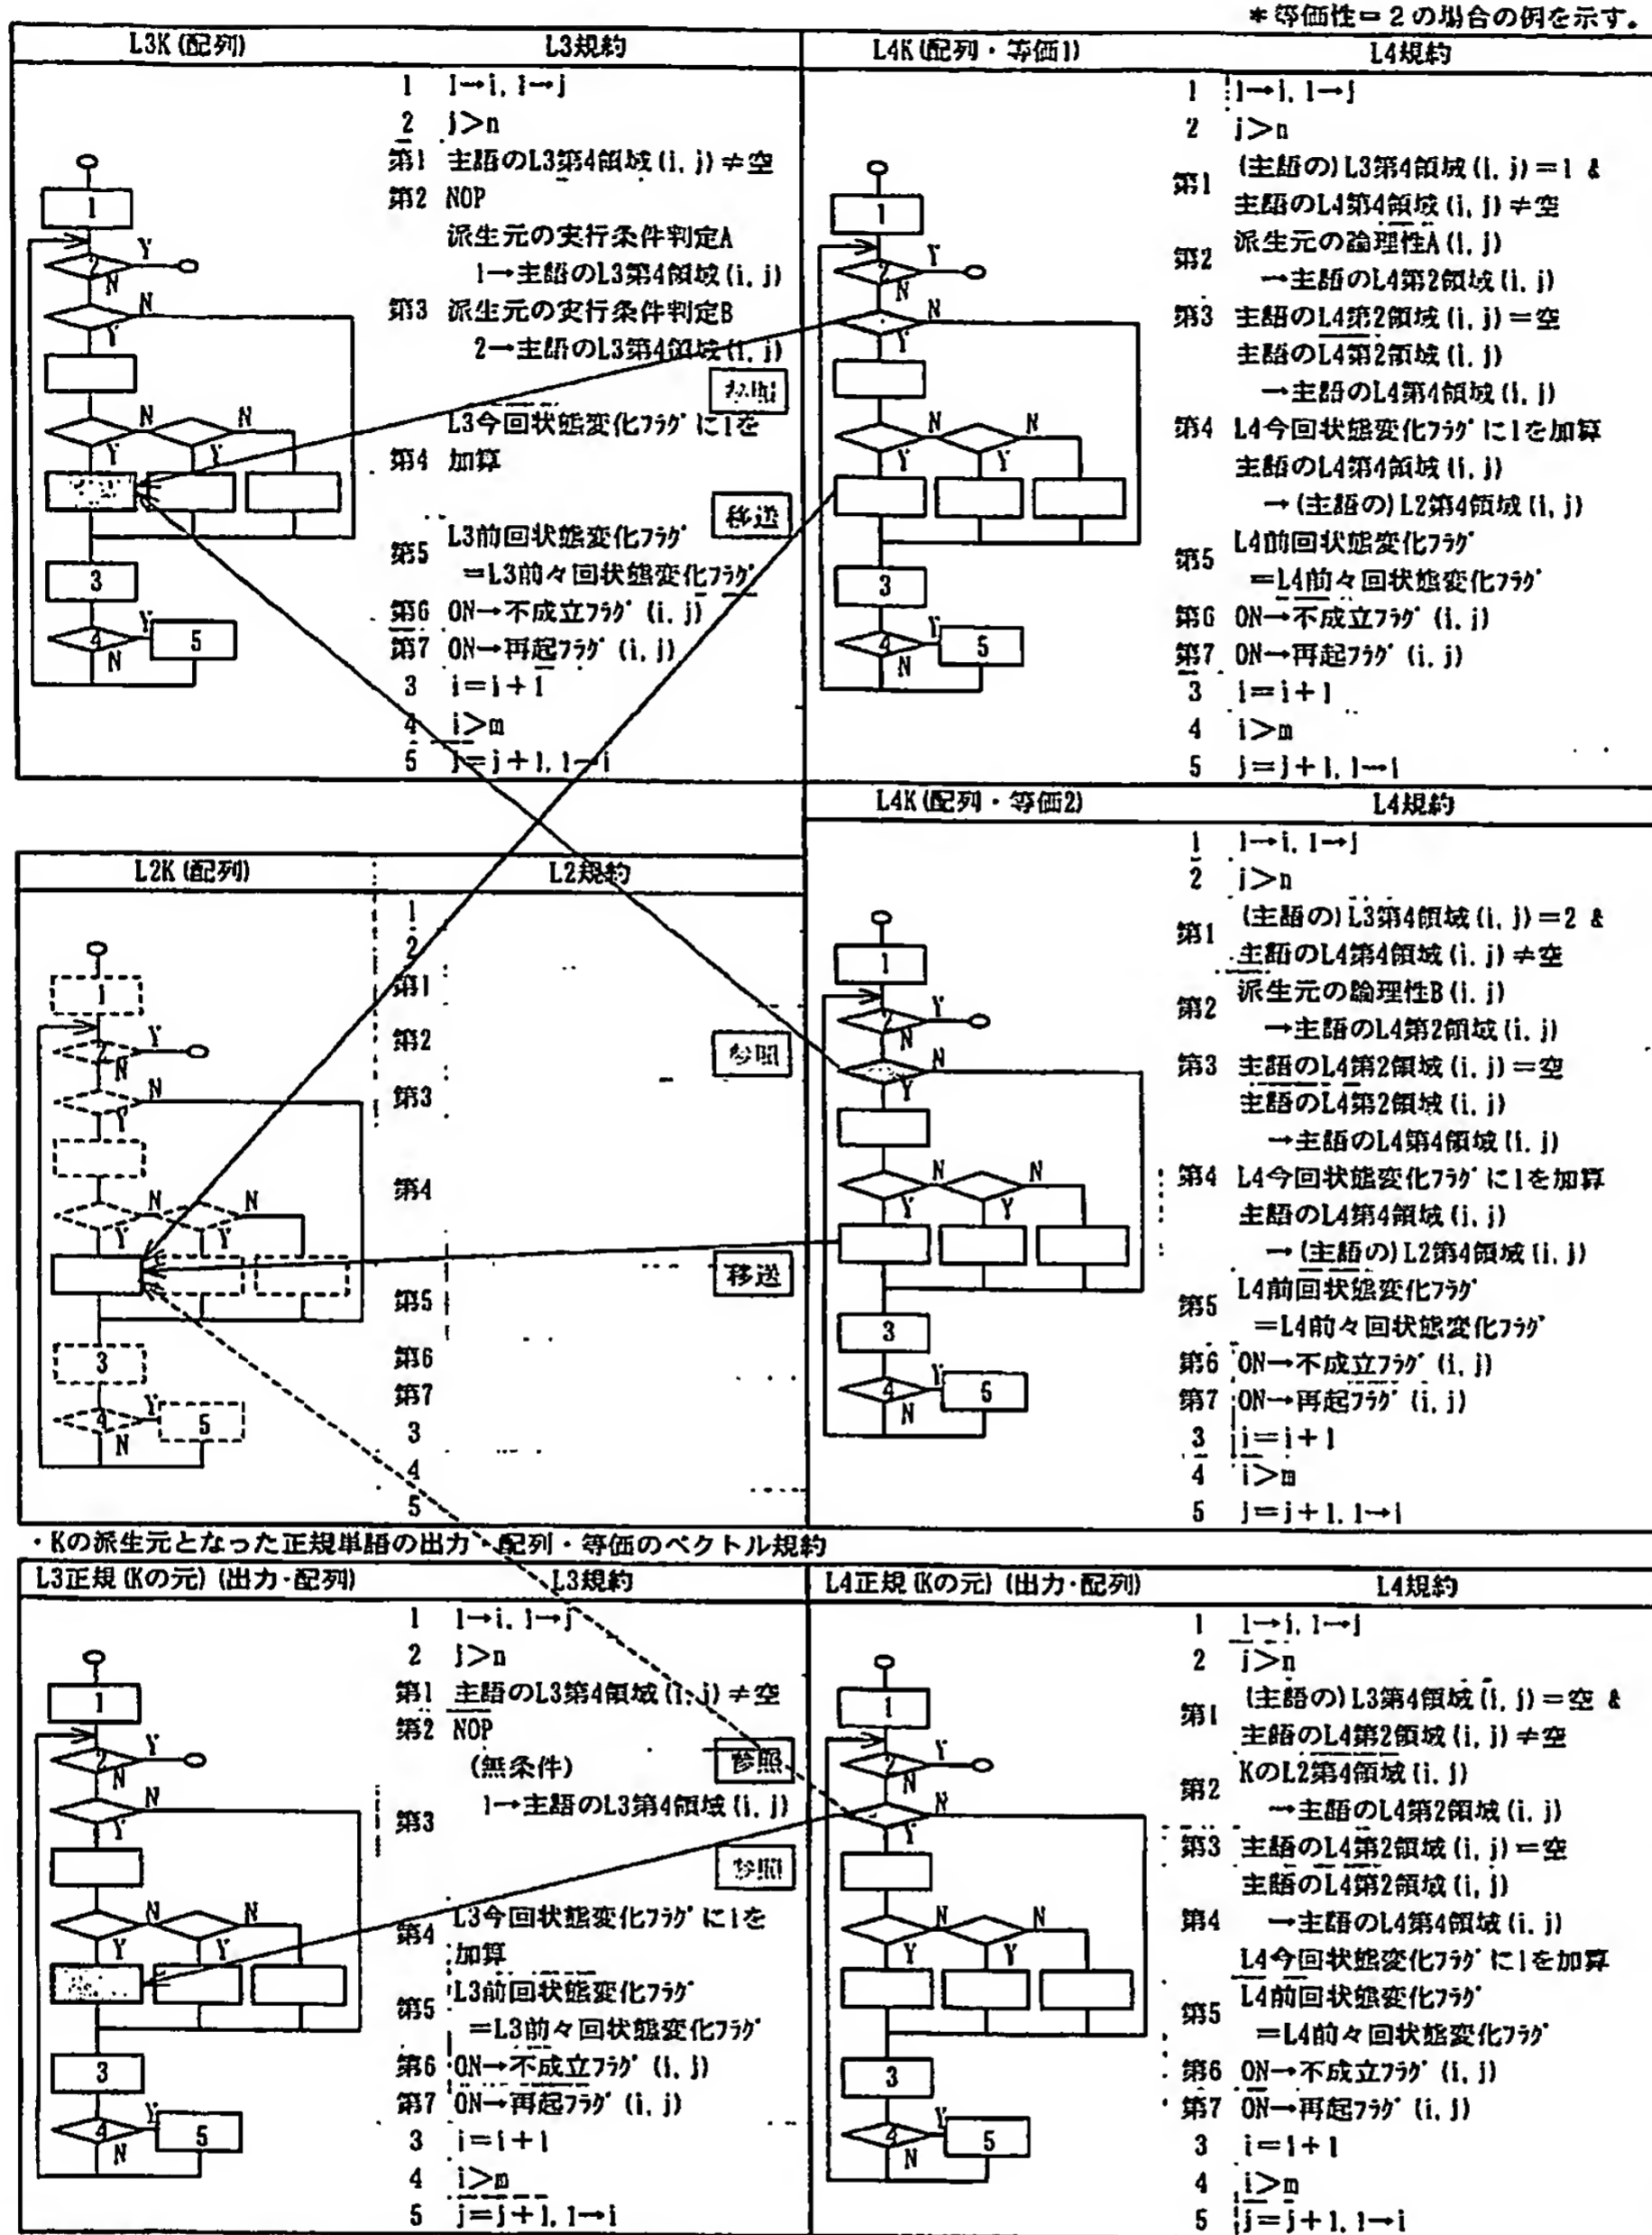 *等価性=2の場合の例を示す。
L3K(配列) L3規約
1 1→i, 1→j
2 j>n
第1 主語のL3第4領域(i, j)≠空
第2 NOP
派生元の実行条件判定A
1→主語のL3第4領域(i, j)
第3 派生元の実行条件判定B
2→主語のL3第4領域(i, j)
参照
L3今回状態変化フラグに1を
第4 加算
移送
L3前回状態変化フラグ
第5
=L3前々回状態変化フラグ
第6 ON→不成立フラグ(i, j)
第7 ON→再起フラグ(i, j)
3 i=i+1
4 i>m
5 j=j+1, 1→i
1
2
Y
N
N
Y
N
N
Y
Y
3
4
Y
5
N
L4K(配列・等価1) L4規約
1 1→i, 1→j
2 j>n
(主語の)L3第4領域(i, j)=1 &
第1
主語のL4第4領域(i, j)≠空
派生元の論理性A(i, j)
第2
→主語のL4第2領域(i, j)
第3 主語のL4第2領域(i, j)=空
主語のL4第2領域(i, j)
→主語のL4第4領域(i, j)
第4 L4今回状態変化フラグに1を加算
主語のL4第4領域(i, j)
→(主語の)L2第4領域(i, j)
L4前回状態変化フラグ
第5
=L4前々回状態変化フラグ
第6 ON→不成立フラグ(i, j)
第7 ON→再起フラグ(i, j)
3 i=i+1
4 i>m
5 j=j+1, 1→i
1
2
Y
N
N
Y
N
N
Y
Y
3
4
Y
5
N
L2K(配列) L2規約
1
2
第1
第2
参照
第3
第4
移送
第5
第6
第7
3
4
5
1
2
Y
N
N
Y
N
N
Y
Y
3
4
Y
5
N
L4K(配列・等価2) L4規約
1 1→i, 1→j
2 j>n
(主語の)L3第4領域(i, j)=2 &
第1
主語のL4第4領域(i, j)≠空
派生元の論理性B(i, j)
第2
→主語のL4第2領域(i, j)
第3 主語のL4第2領域(i, j)=空
主語のL4第2領域(i, j)
→主語のL4第4領域(i, j)
第4 L4今回状態変化フラグに1を加算
主語のL4第4領域(i, j)
→(主語の)L2第4領域(i, j)
L4前回状態変化フラグ
第5
=L4前々回状態変化フラグ
第6 ON→不成立フラグ(i, j)
第7 ON→再起フラグ(i, j)
3 i=i+1
4 i>m
5 j=j+1, 1→i
1
2
Y
N
N
Y
N
N
Y
Y
3
4
Y
5
N
・Kの派生元となった正規単語の出力・配列・等価のベクトル規約
L3正規(Kの元)(出力・配列) L3規約
1 1→i, 1→j
2 j>n
第1 主語のL3第4領域(i, j)≠空
第2 NOP
参照
(無条件)
1→主語のL3第4領域(i, j)
第3
参照
L3今回状態変化フラグに1を
第4
加算
L3前回状態変化フラグ
第5
=L3前々回状態変化フラグ
第6 ON→不成立フラグ(i, j)
第7 ON→再起フラグ(i, j)
3 i=i+1
4 i>m
5 j=j+1, 1→i
1
2
Y
N
N
Y
N
N
Y
Y
3
4
Y
5
N
L4正規(Kの元)(出力・配列) L4規約
1 1→i, 1→j
2 j>n
(主語の)L3第4領域(i, j)=空 &
第1
主語のL4第2領域(i, j)≠空
KのL2第4領域(i, j)
第2
→主語のL4第2領域(i, j)
第3 主語のL4第2領域(i, j)=空
主語のL4第2領域(i, j)
第4 →主語のL4第4領域(i, j)
L4今回状態変化フラグに1を加算
L4前回状態変化フラグ
第5
=L4前々回状態変化フラグ
第6 ON→不成立フラグ(i, j)
第7 ON→再起フラグ(i, j)
3 i=i+1
4 i>m
5 j=j+1, 1→i
1
2
Y
N
N
Y
N
N
Y
Y
3
4
Y
5
N